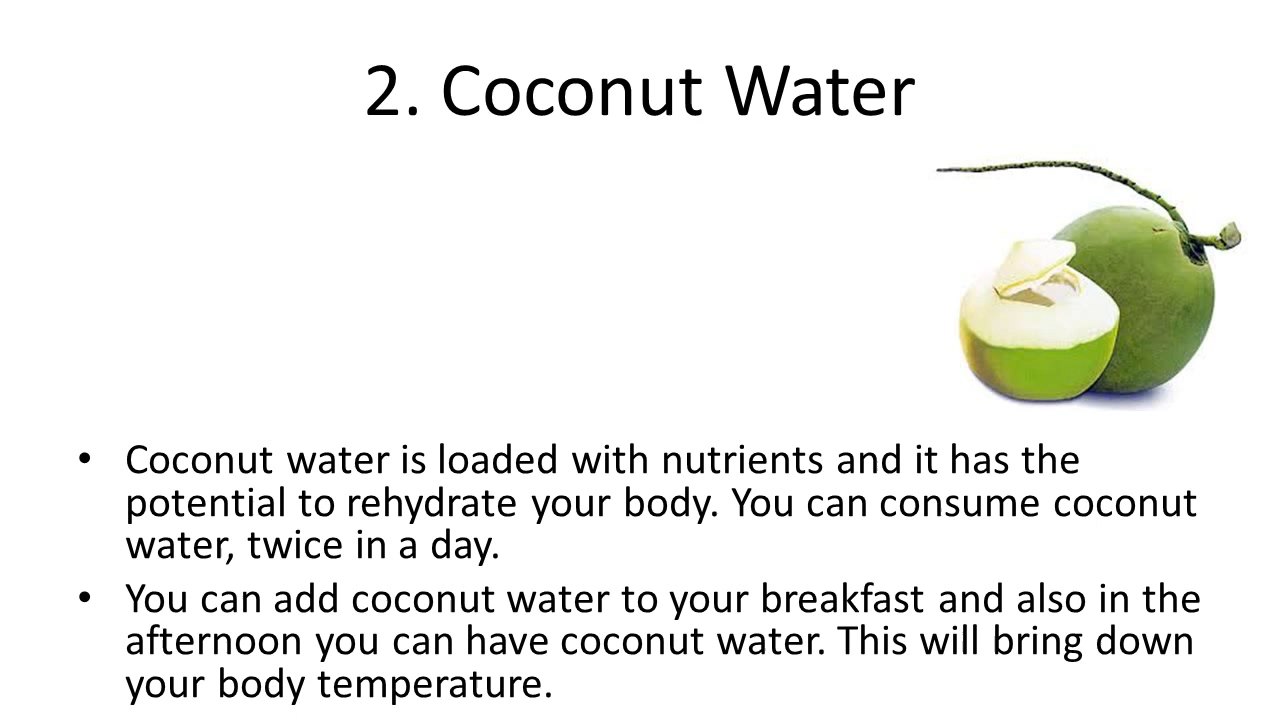 2. Coconut Water
• Coconut water is loaded with nutrients and it has the
potential to rehydrate your body. You can consume coconut
water, twice in a day.
• You can add coconut water to your breakfast and also in the
afternoon you can have coconut water. This will bring down
your body temperature.